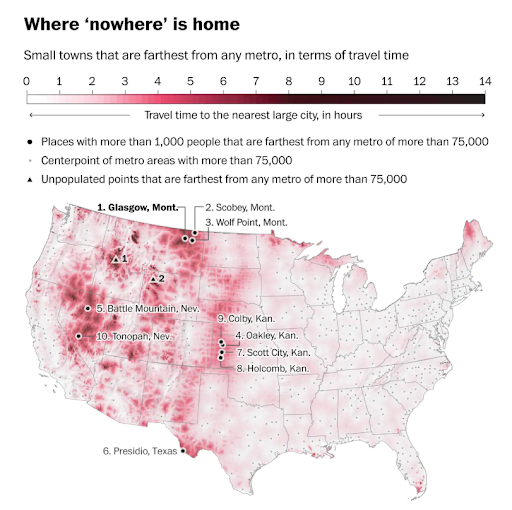 Where ‘nowhere’ is home
Small towns that are farthest from any metro, in terms of travel time
0 1 2 3 4 5 6 7 8 9 10 11 12 13 14
Travel time to the nearest large city, in hours
Places with more than 1,000 people that are farthest from any metro of more than 75,000
Centerpoint of metro areas with more than 75,000
Unpopulated points that are farthest from any metro of more than 75,000
1. Glasgow, Mont.
2. Scobey, Mont.
3. Wolf Point, Mont.
1
2
5. Battle Mountain, Nev.
9. Colby, Kan.
10. Tonopah, Nev.
4. Oakley, Kan.
7. Scott City, Kan.
8. Holcomb, Kan.
6. Presidio, Texas